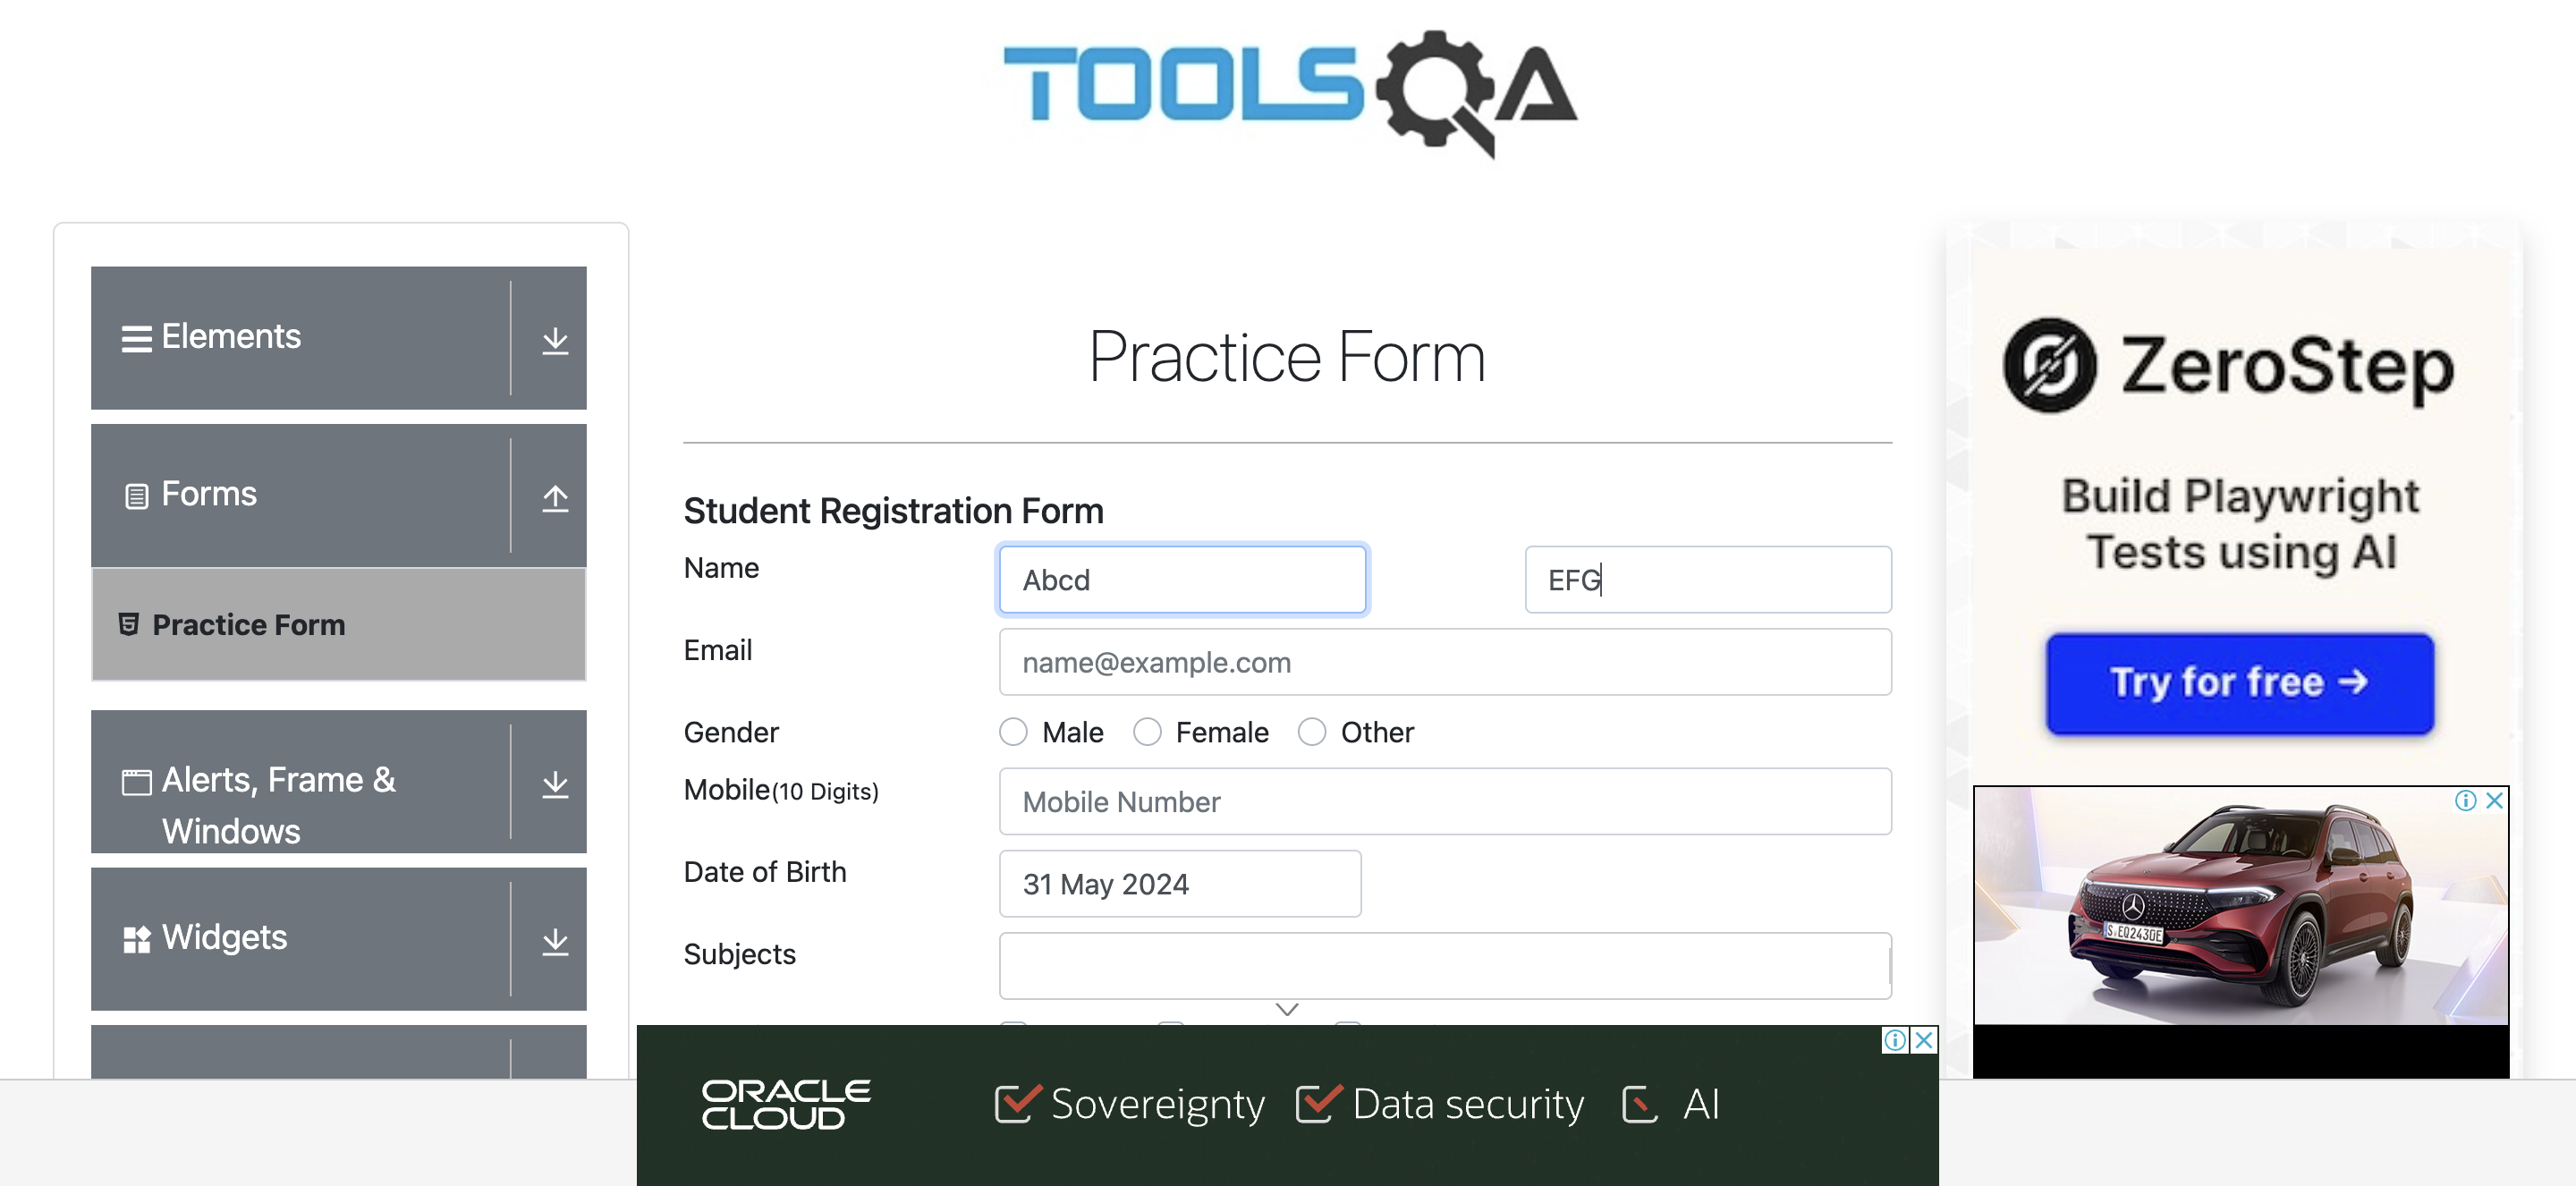 TOOLSQA
Elements
Forms
Practice Form
Alerts, Frame &
Windows
Widgets
Practice Form
Student Registration Form
Name
Abcd
EFG
Email
name@example.com
Gender
Male
Female
Other
Mobile(10 Digits)
Mobile Number
Date of Birth
31 May 2024
Subjects
ZeroStep
Build Playwright
Tests using AI
Try for free →
S EQ2430E
ORACLE
CLOUD
Sovereignty
Data security
AI